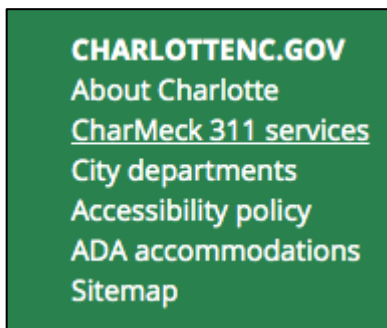 CHARLOTTENC.GOV
About Charlotte
CharMeck 311 services
City departments
Accessibility policy
ADA accommodations
Sitemap